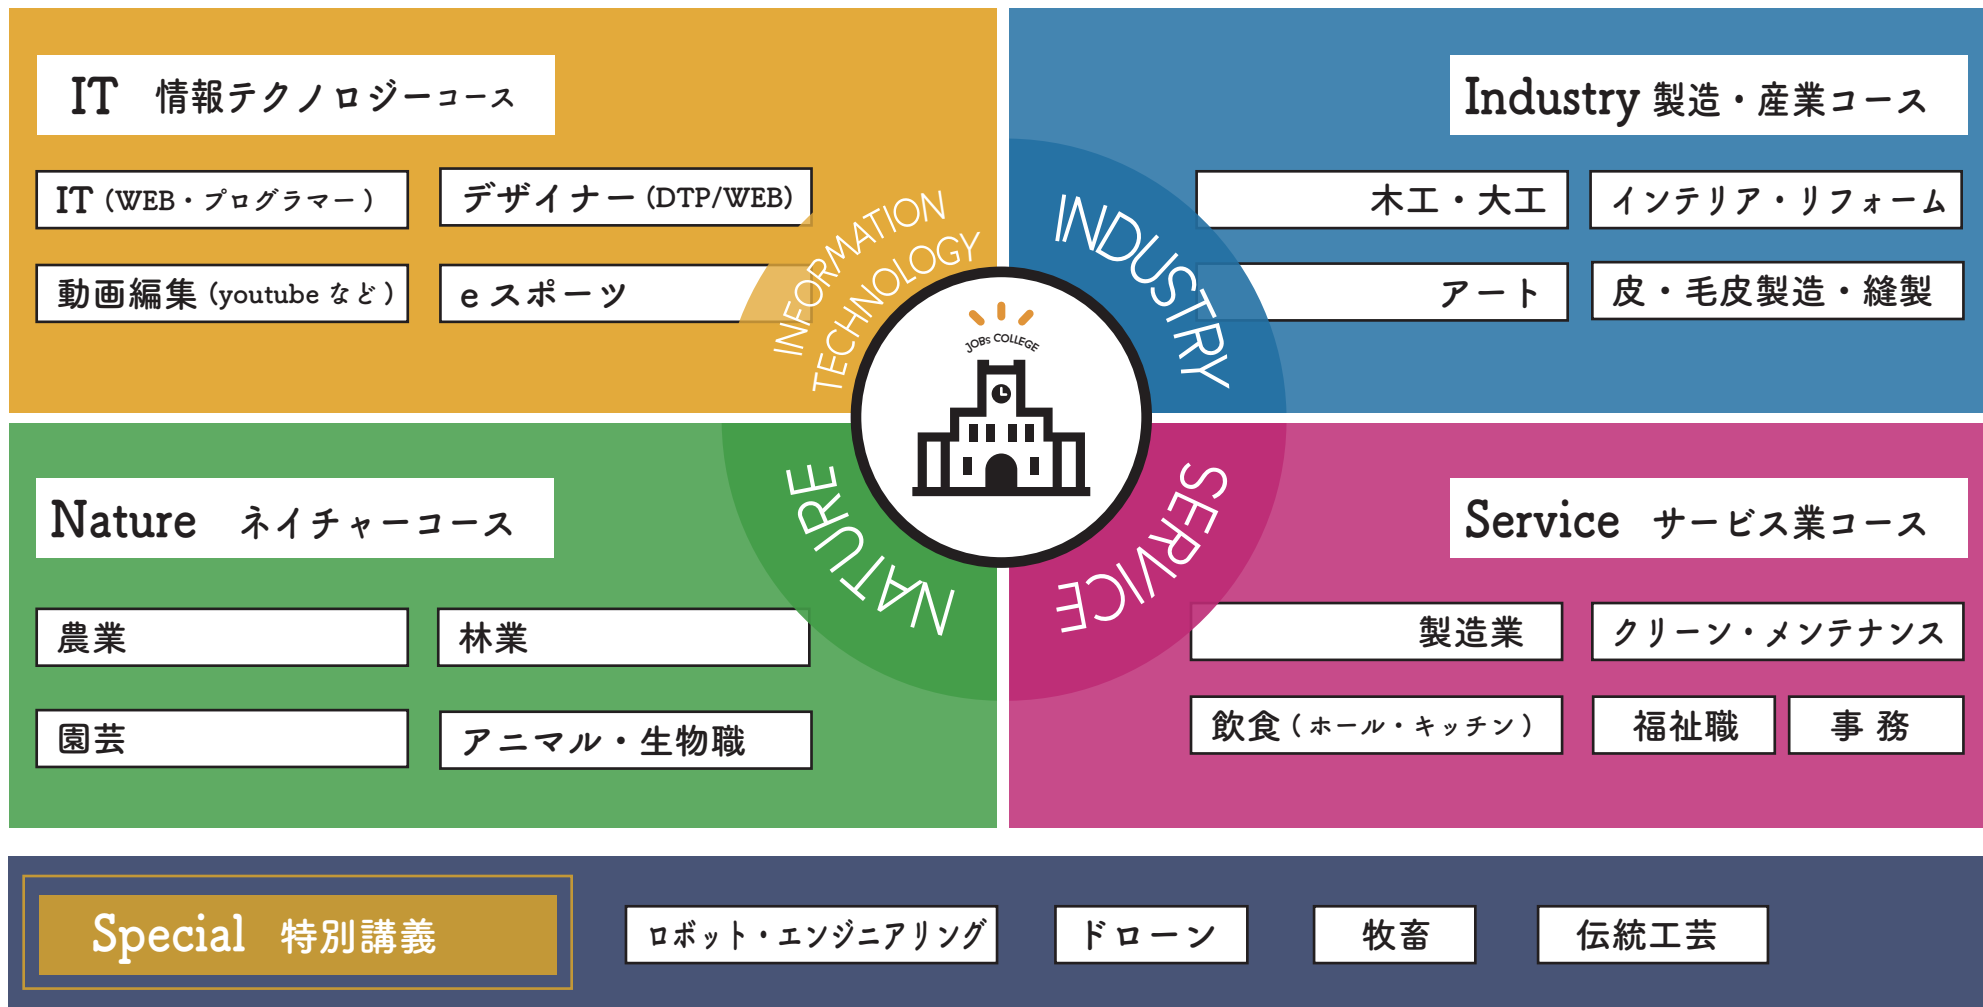 IT 情報テクノロジーコース
IT (WEB・プログラマー)
デザイナー (DTP/WEB)
動画編集 (youtube など)
e スポーツ
INFORMATION
TECHNOLOGY
Industry 製造・産業コース
木工・大工
インテリア・リフォーム
アート
皮・毛皮製造・縫製
INDUSTRY
JOBs COLLEGE
Nature ネイチャーコース
農業
林業
園芸
アニマル・生物職
NATURE
Service サービス業コース
製造業
クリーン・メンテナンス
飲食 (ホール・キッチン)
福祉職
事 務
SERVICE
Special 特別講義
ロボット・エンジニアリング
ドローン
牧畜
伝統工芸